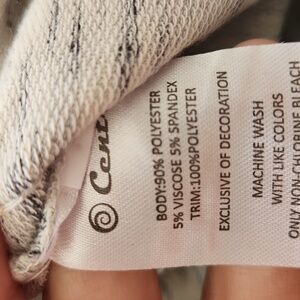 BODY:90% POLYESTER
5% VISCOSE 5% SPANDEX
TRIM:100%POLYESTER
EXCLUSIVE OF DECORATION
MACHINE WASH
WITH LIKE COLORS
ONLY NON-CHLORINE BLEACH